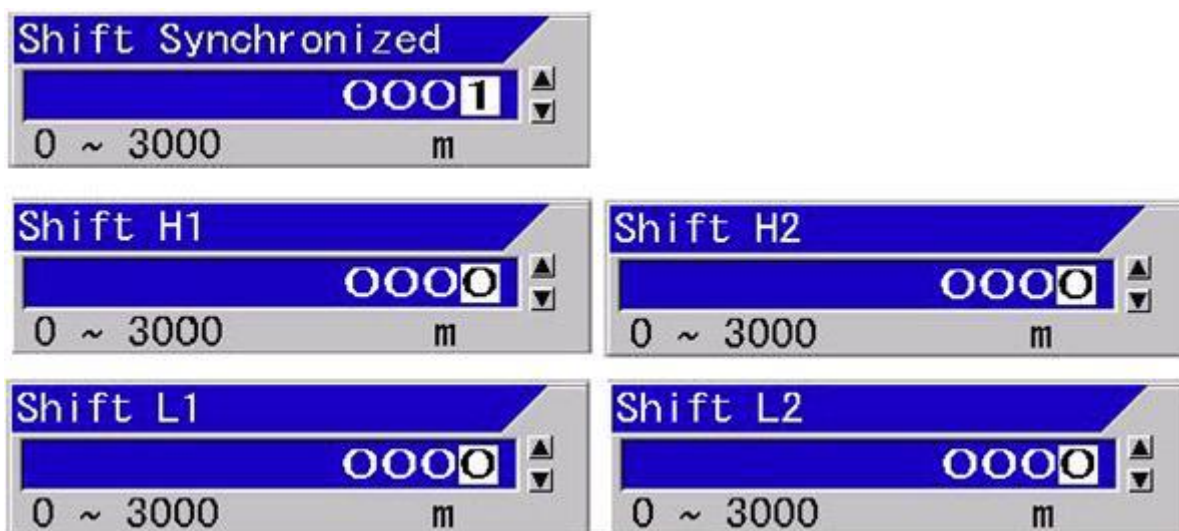 Shift Synchronized
0001
0 ~ 3000 m
Shift H1
0000
0 ~ 3000 m
Shift H2
0000
0 ~ 3000 m
Shift L1
0000
0 ~ 3000 m
Shift L2
0000
0 ~ 3000 m